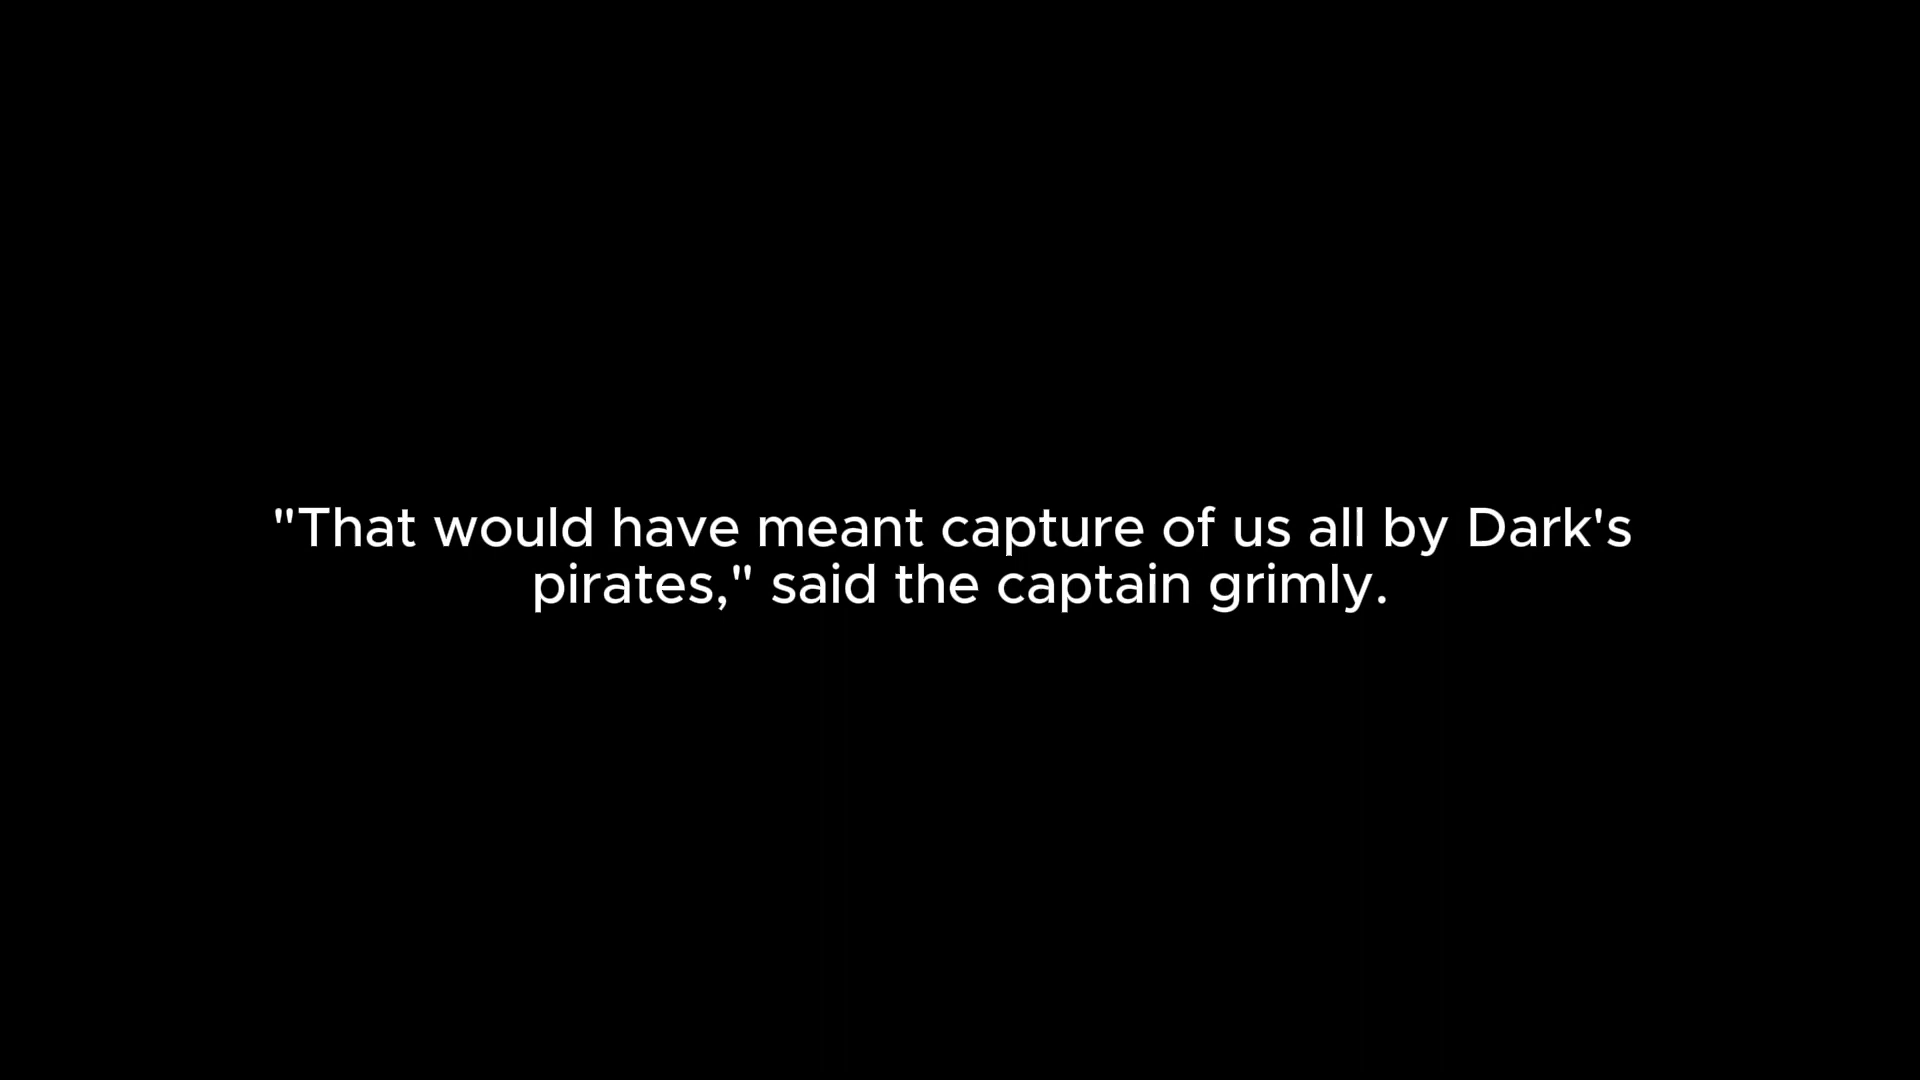 "That would have meant capture of us all by Dark's
pirates," said the captain grimly.